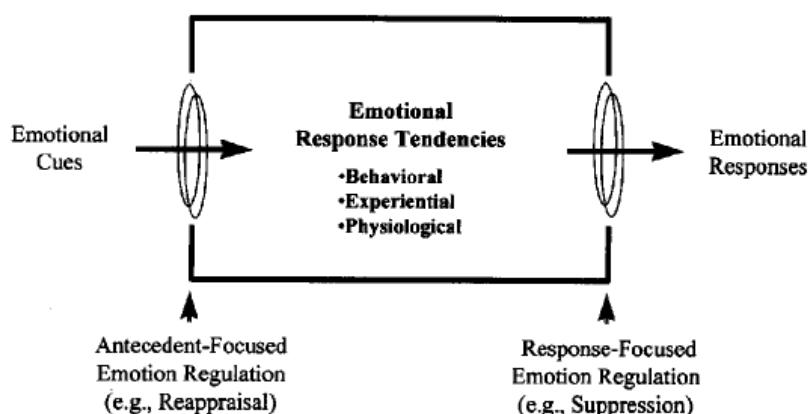 Emotional
Cues
Emotional
Response Tendencies
•Behavioral
•Experiential
•Physiological
Emotional
Responses
Antecedent-Focused
Emotion Regulation
(e.g., Reappraisal)
Response-Focused
Emotion Regulation
(e.g., Suppression)